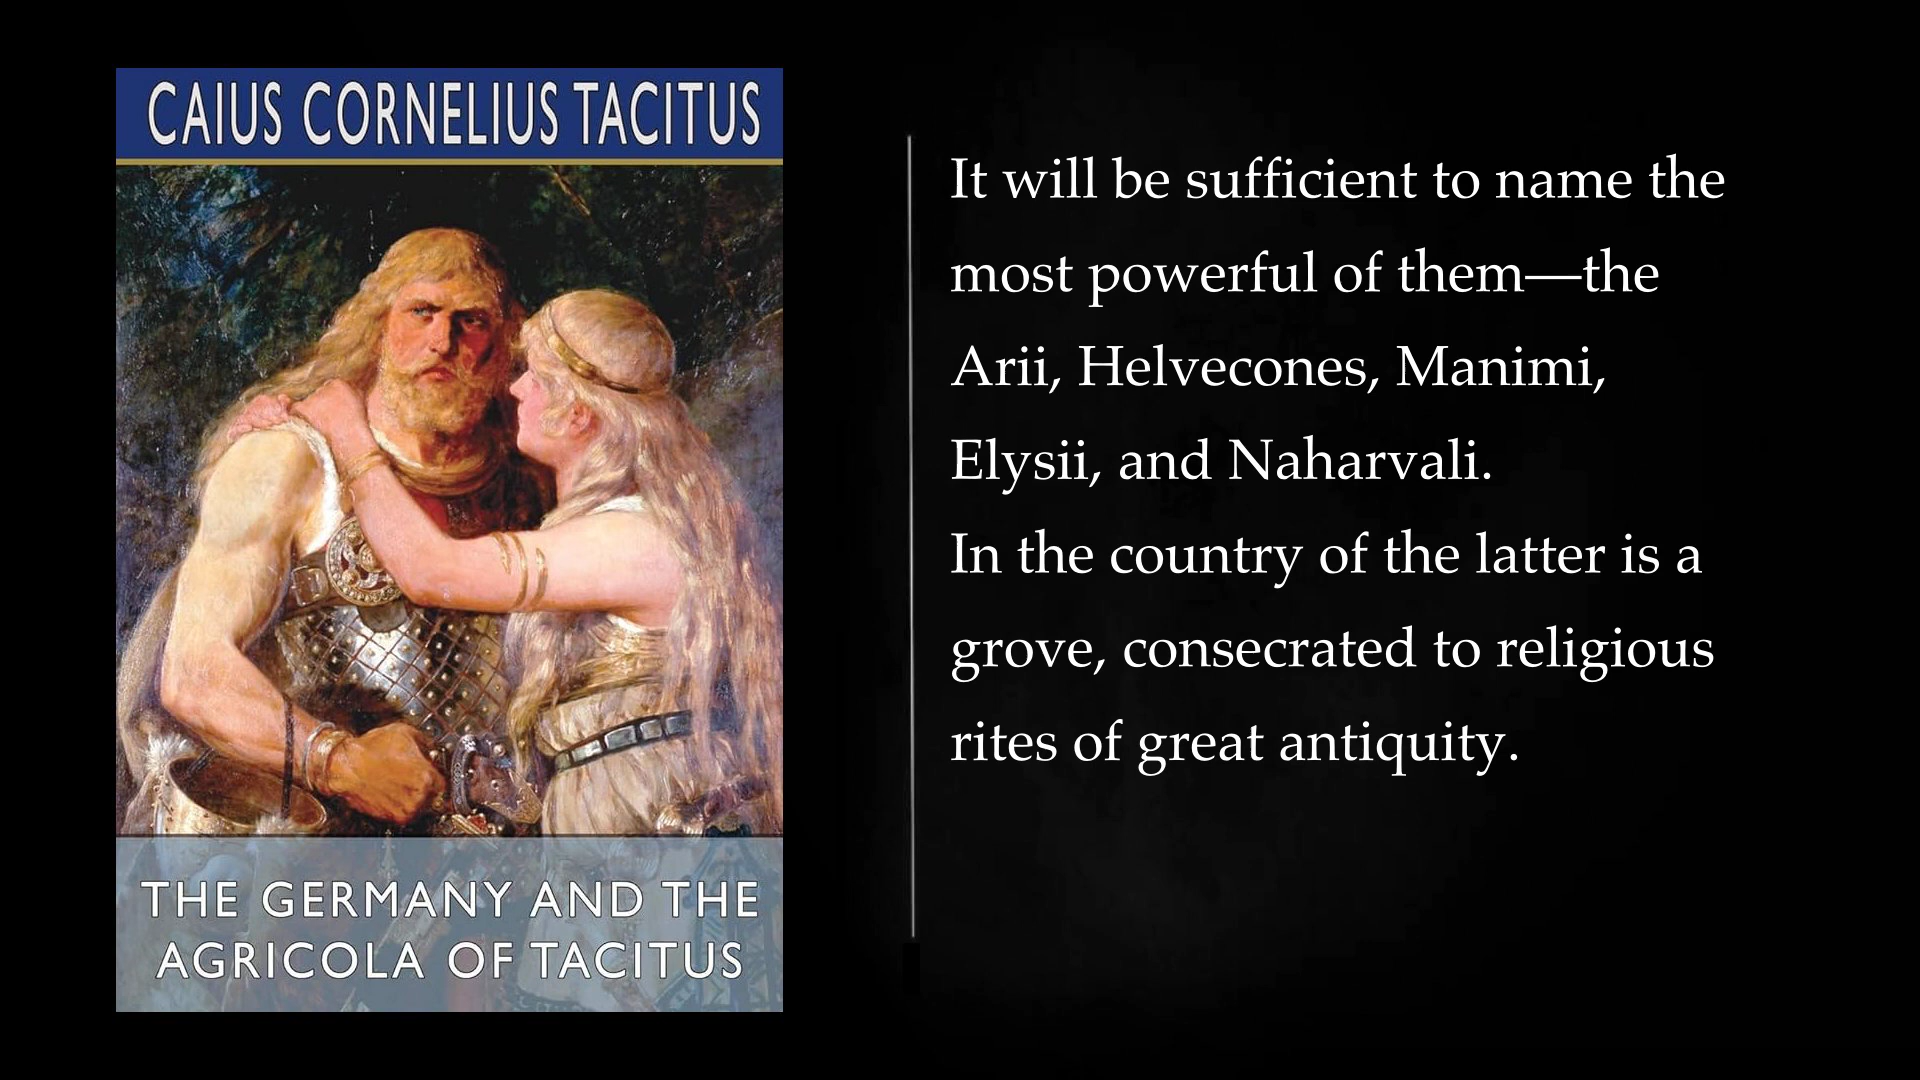 CAIUS CORNELIUS TACITUS
THE GERMANY AND THE
AGRICOLA OF TACITUS
It will be sufficient to name the
most powerful of them—the
Arii, Helvecones, Manimi,
Elysii, and Naharvali.
In the country of the latter is a
grove, consecrated to religious
rites of great antiquity.